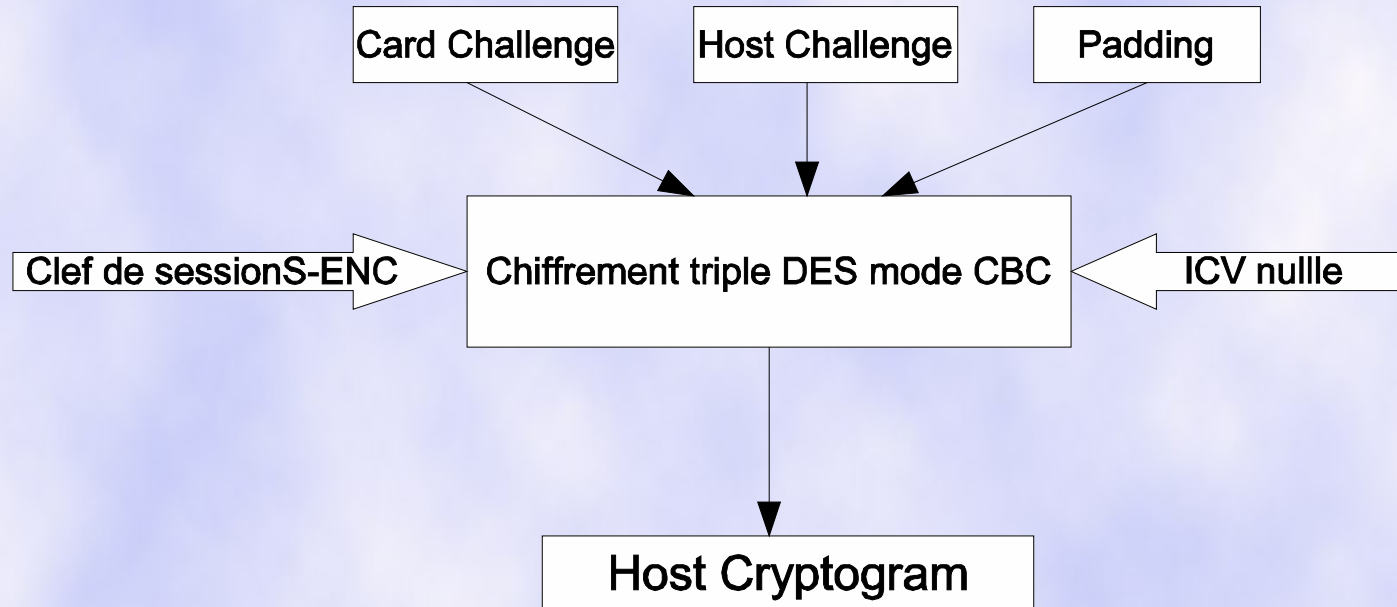 Card Challenge
Host Challenge
Padding
Clef de sessionS-ENC
Chiffrement triple DES mode CBC
ICV nullle
Host Cryptogram